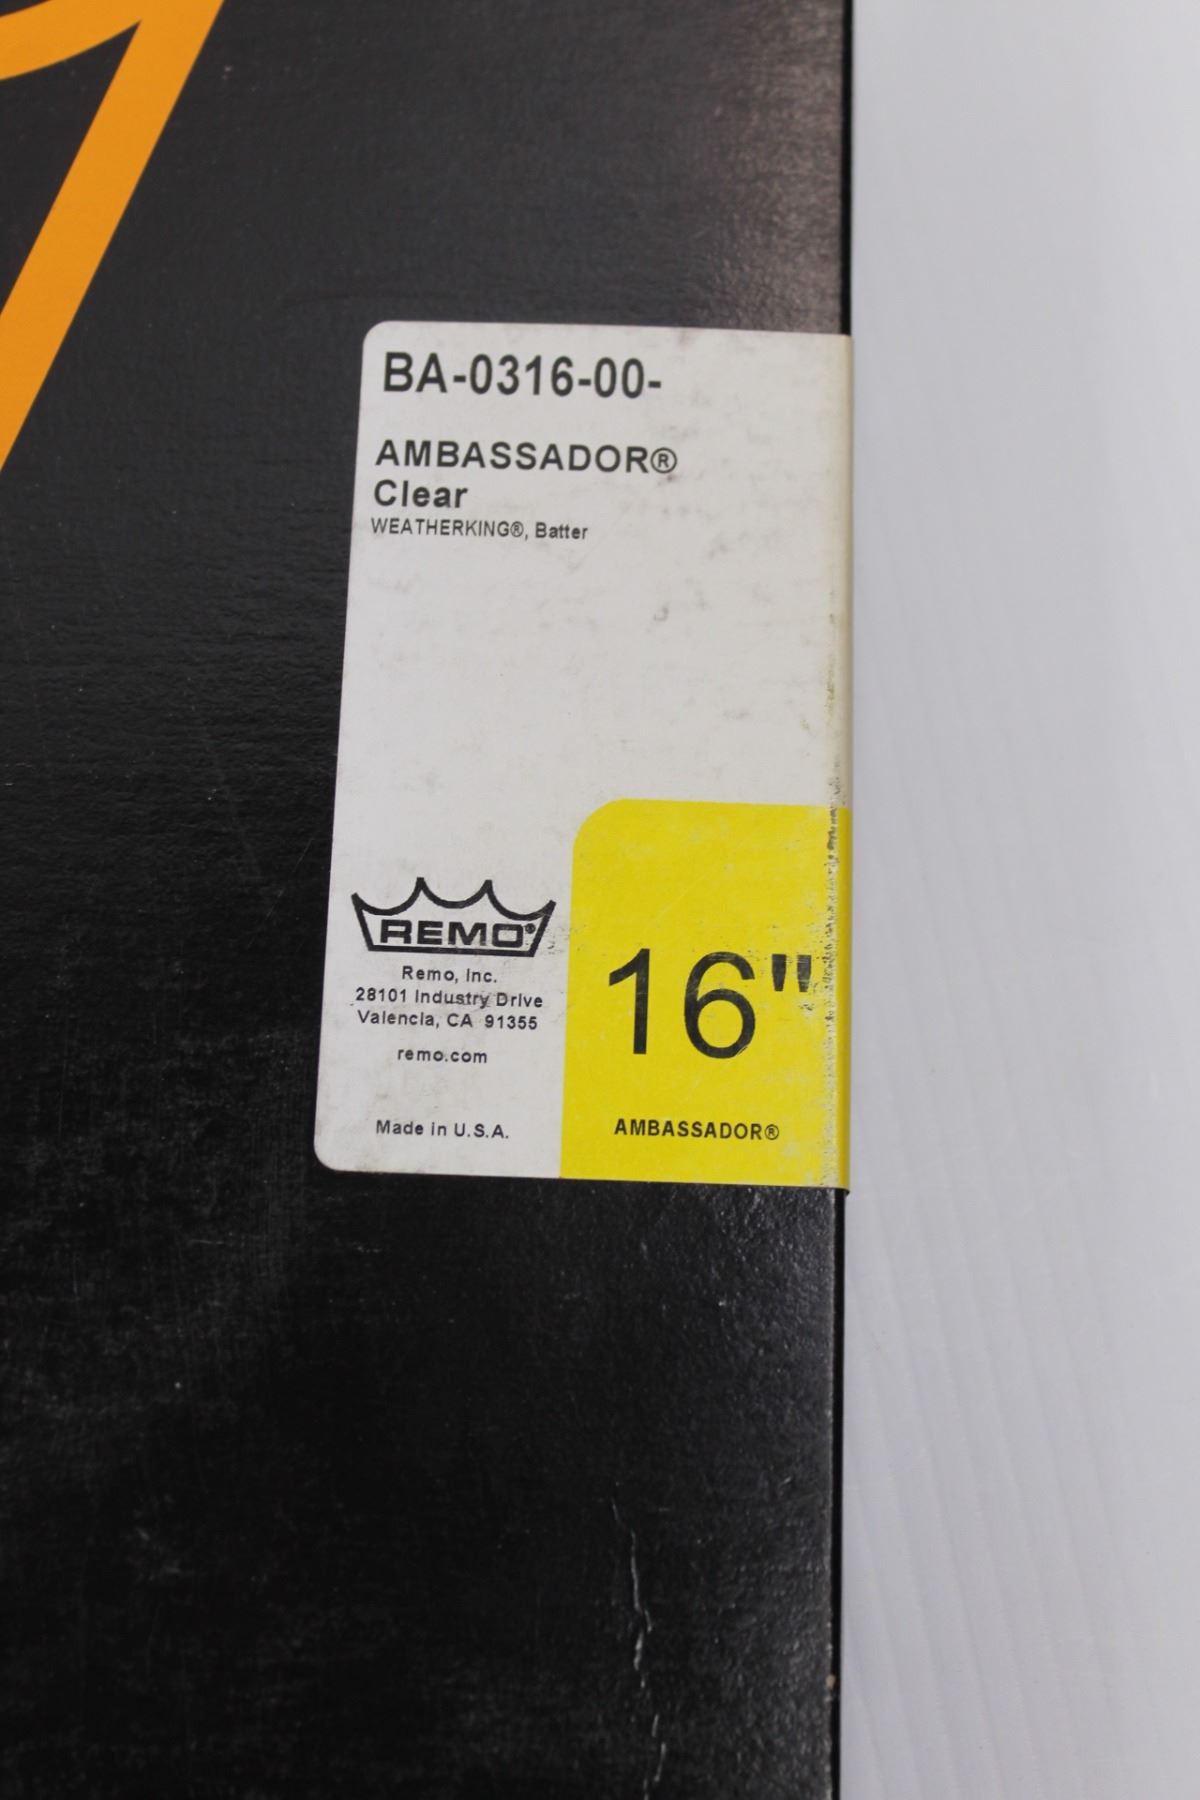 BA-0316-00-
AMBASSADOR®
Clear
WEATHERKING®, Batter
REMO®
Remo, Inc.
28101 Industry Drive
Valencia, CA 91355
remo.com
Made in U.S.A.
16"
AMBASSADOR®